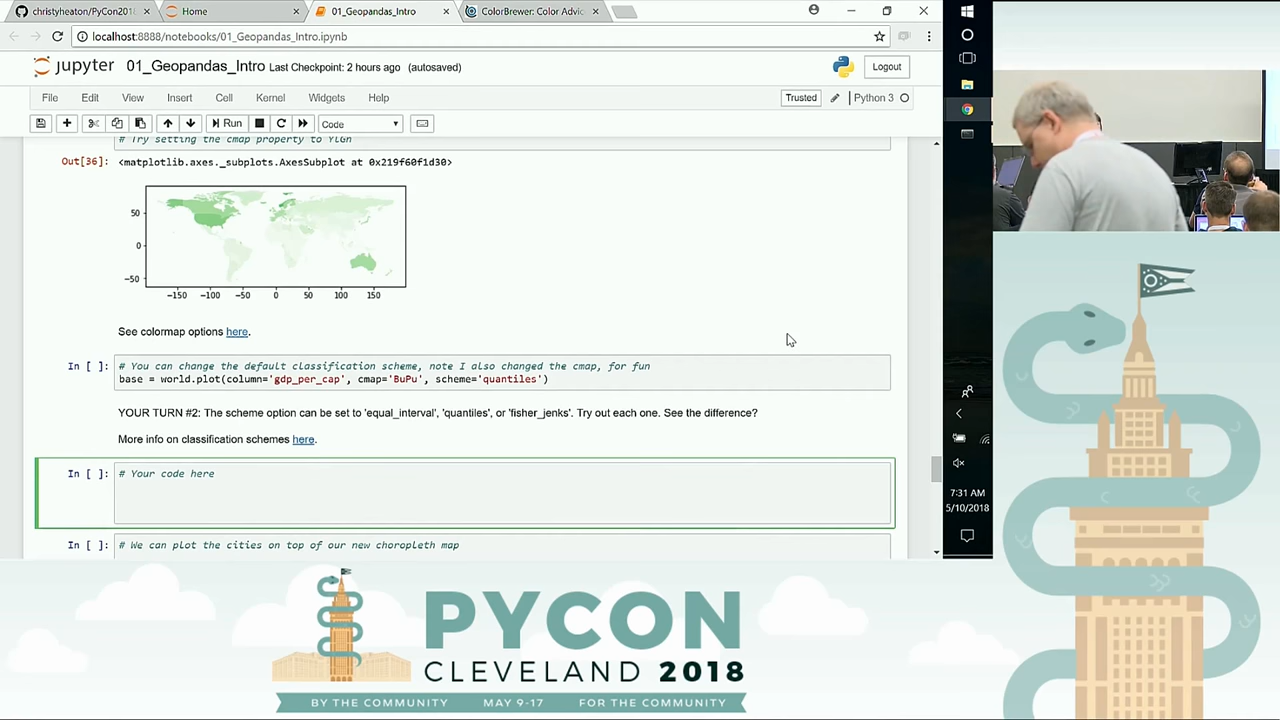 christyheaton/PyCon201
Home
01_Geopandas_Intro
ColorBrewer: Color Advic
localhost:8888/notebooks/01_Geopandas_Intro.ipynb
jupyter 01_Geopandas_Intro Last Checkpoint: 2 hours ago (autosaved)
Logout
File Edit View Insert Cell Kernel Widgets Help
Trusted
Python 3
Run
Code
# Try setting the cmap property to YlGn
Out[36]: <matplotlib.axes._subplots.AxesSubplot at 0x219f60f1d30>
50
0
−50
−150 −100 −50 0 50 100 150
See colormap options here.
In [ ]: # You can change the default classification scheme, note I also changed the cmap, for fun
base = world.plot(column='gdp_per_cap', cmap='BuPu', scheme='quantiles')
YOUR TURN #2: The scheme option can be set to 'equal_interval', 'quantiles', or 'fisher_jenks'. Try out each one. See the difference?
More info on classification schemes here.
In [ ]: # Your code here
In [ ]: # We can plot the cities on top of our new choropleth map
7:31 AM
5/10/2018
PYCON
CLEVELAND 2018
BY THE COMMUNITY MAY 9-17 FOR THE COMMUNITY